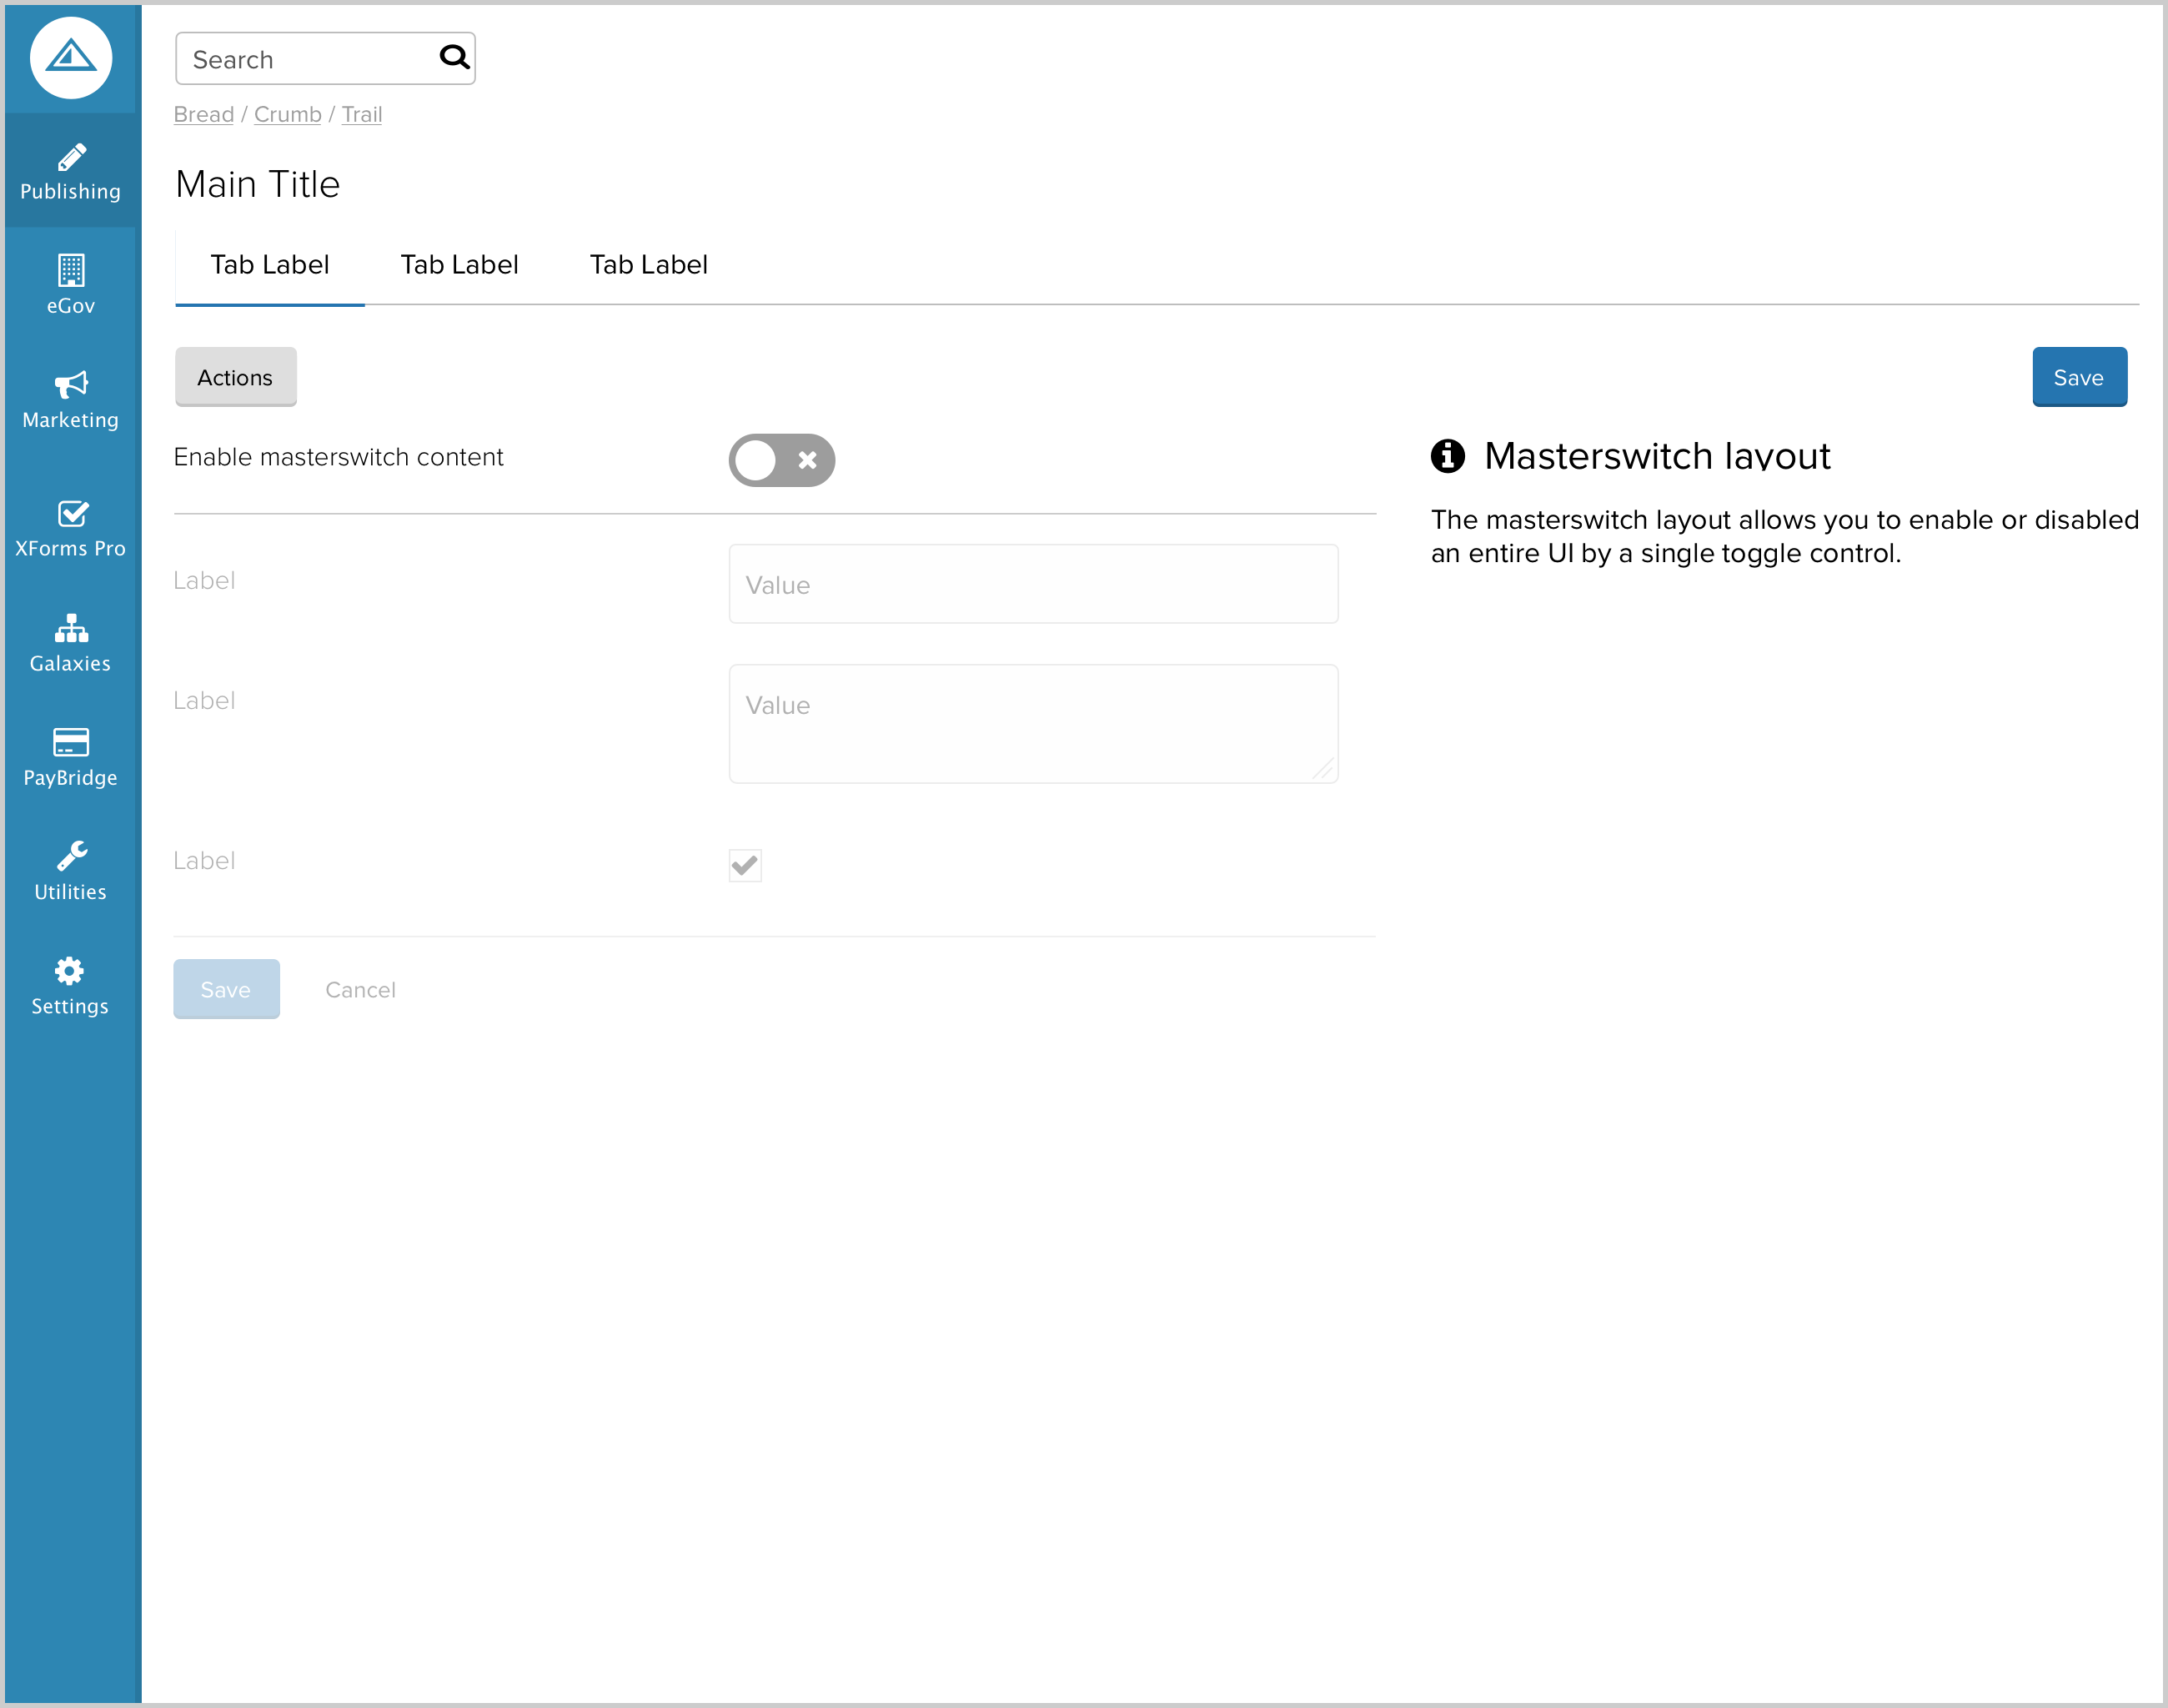 Search
Bread / Crumb / Trail
Main Title
Tab Label Tab Label Tab Label
Actions
Save
Enable masterswitch content
Label
Value
Label
Value
Label
Save Cancel
Masterswitch layout
The masterswitch layout allows you to enable or disabled
an entire UI by a single toggle control.
Publishing
eGov
Marketing
XForms Pro
Galaxies
PayBridge
Utilities
Settings